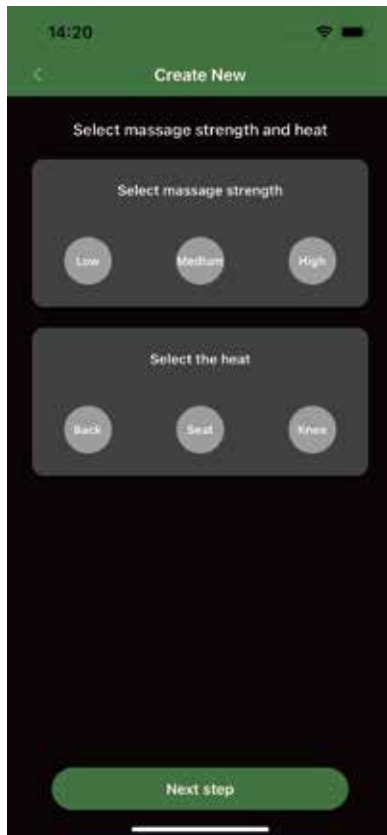 14:20
Create New
Select massage strength and heat
Select massage strength
Low Medium High
Select the heat
Back Seat Knee
Next step